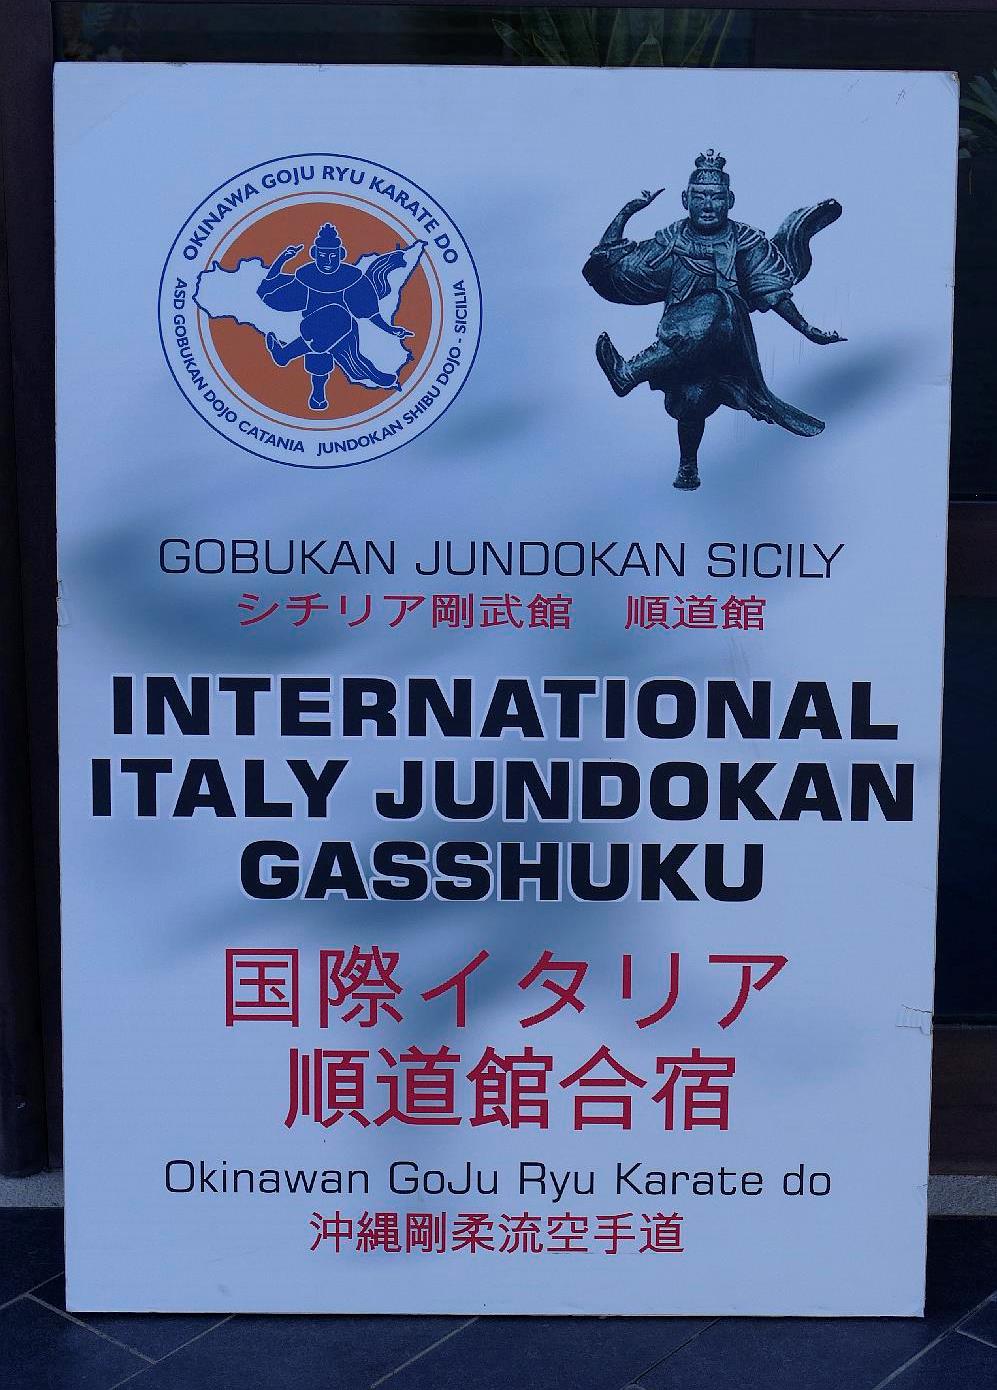 OKINAWA GOJU RYU KARATE DO
ASD GOBUKAN DOJO CATANIA JUNDOKAN SHIBU DOJO - SICILIA
GOBUKAN JUNDOKAN SICILY
シチリア剛武館　順道館
INTERNATIONAL
ITALY JUNDOKAN
GASSHUKU
国際イタリア
順道館合宿
Okinawan GoJu Ryu Karate do
沖縄剛柔流空手道